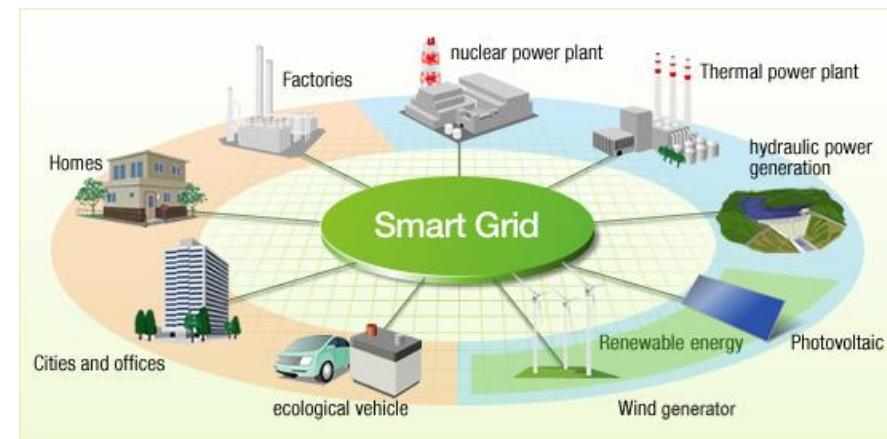 nuclear power plant
Thermal power plant
Factories
hydraulic power
generation
Homes
Smart Grid
Renewable energy
Photovoltaic
Cities and offices
ecological vehicle
Wind generator